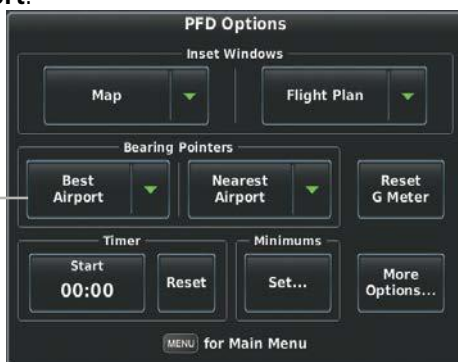 ort.
PFD Options
Inset Windows
Map
Flight Plan
Bearing Pointers
Best
Airport
Nearest
Airport
Reset
G Meter
Timer
Minimums
Start
00:00
Reset
Set...
More
Options...
MENU for Main Menu